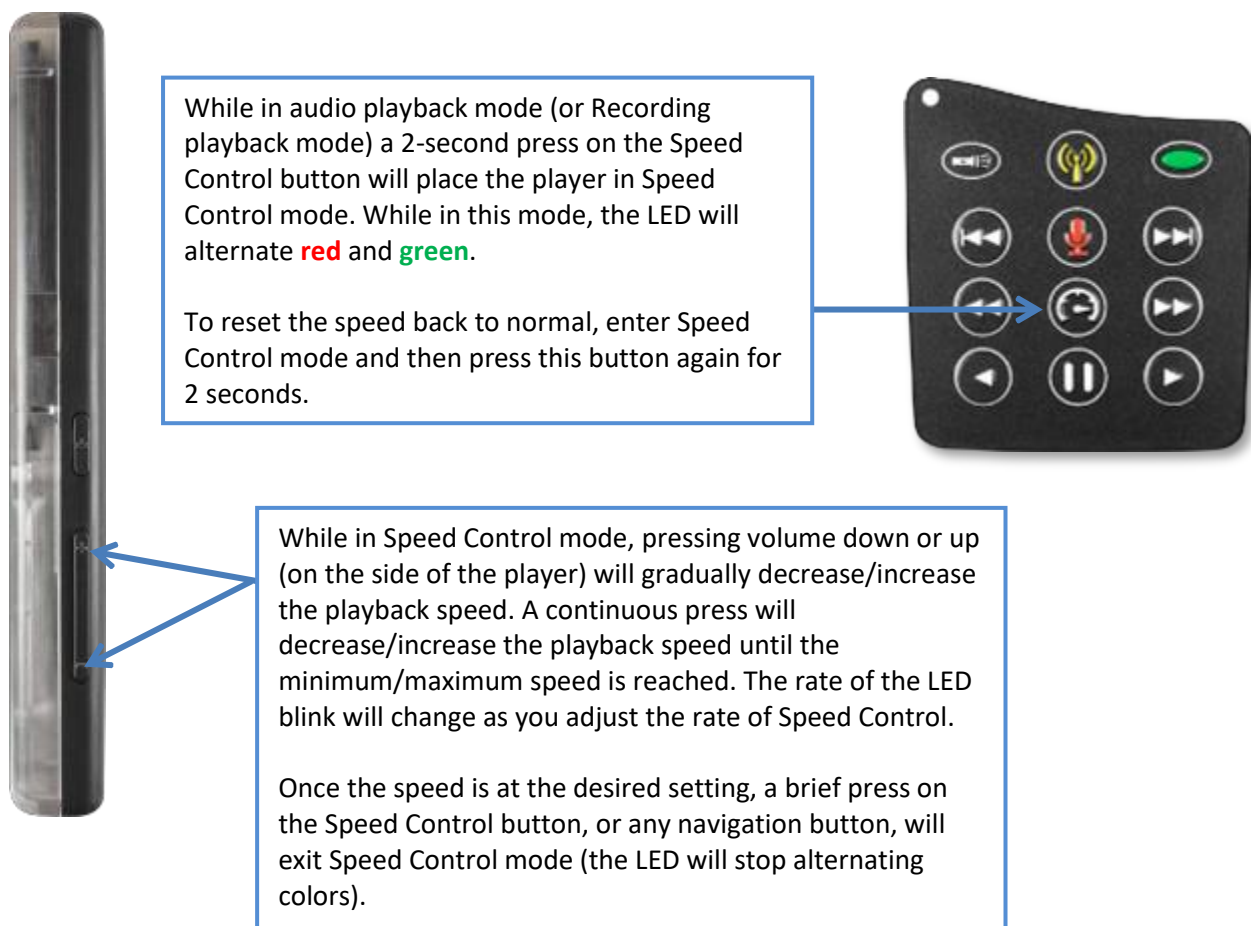 While in audio playback mode (or Recording
playback mode) a 2-second press on the Speed
Control button will place the player in Speed
Control mode. While in this mode, the LED will
alternate red and green.
To reset the speed back to normal, enter Speed
Control mode and then press this button again for
2 seconds.
While in Speed Control mode, pressing volume down or up
(on the side of the player) will gradually decrease/increase
the playback speed. A continuous press will
decrease/increase the playback speed until the
minimum/maximum speed is reached. The rate of the LED
blink will change as you adjust the rate of Speed Control.
Once the speed is at the desired setting, a brief press on
the Speed Control button, or any navigation button, will
exit Speed Control mode (the LED will stop alternating
colors).